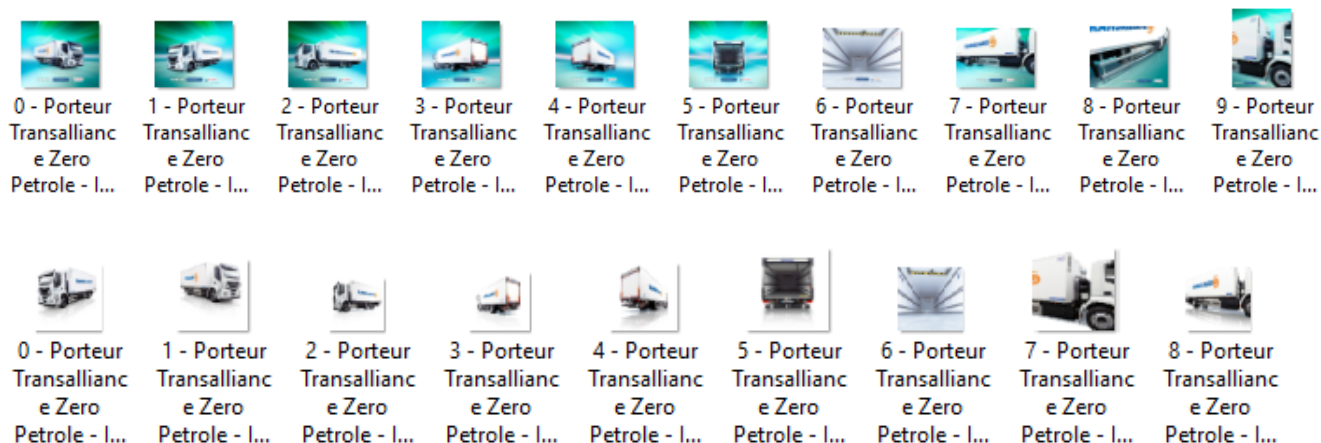 0 - Porteur 1 - Porteur 2 - Porteur 3 - Porteur 4 - Porteur 5 - Porteur 6 - Porteur 7 - Porteur 8 - Porteur 9 - Porteur
Transallianc Transallianc Transallianc Transallianc Transallianc Transallianc Transallianc Transallianc Transallianc Transallianc
e Zero e Zero e Zero e Zero e Zero e Zero e Zero e Zero e Zero e Zero
Petrole - I... Petrole - I... Petrole - I... Petrole - I... Petrole - I... Petrole - I... Petrole - I... Petrole - I... Petrole - I... Petrole - I...
0 - Porteur 1 - Porteur 2 - Porteur 3 - Porteur 4 - Porteur 5 - Porteur 6 - Porteur 7 - Porteur 8 - Porteur
Transallianc Transallianc Transallianc Transallianc Transallianc Transallianc Transallianc Transallianc Transallianc
e Zero e Zero e Zero e Zero e Zero e Zero e Zero e Zero e Zero
Petrole - I... Petrole - I... Petrole - I... Petrole - I... Petrole - I... Petrole - I... Petrole - I... Petrole - I... Petrole - I...